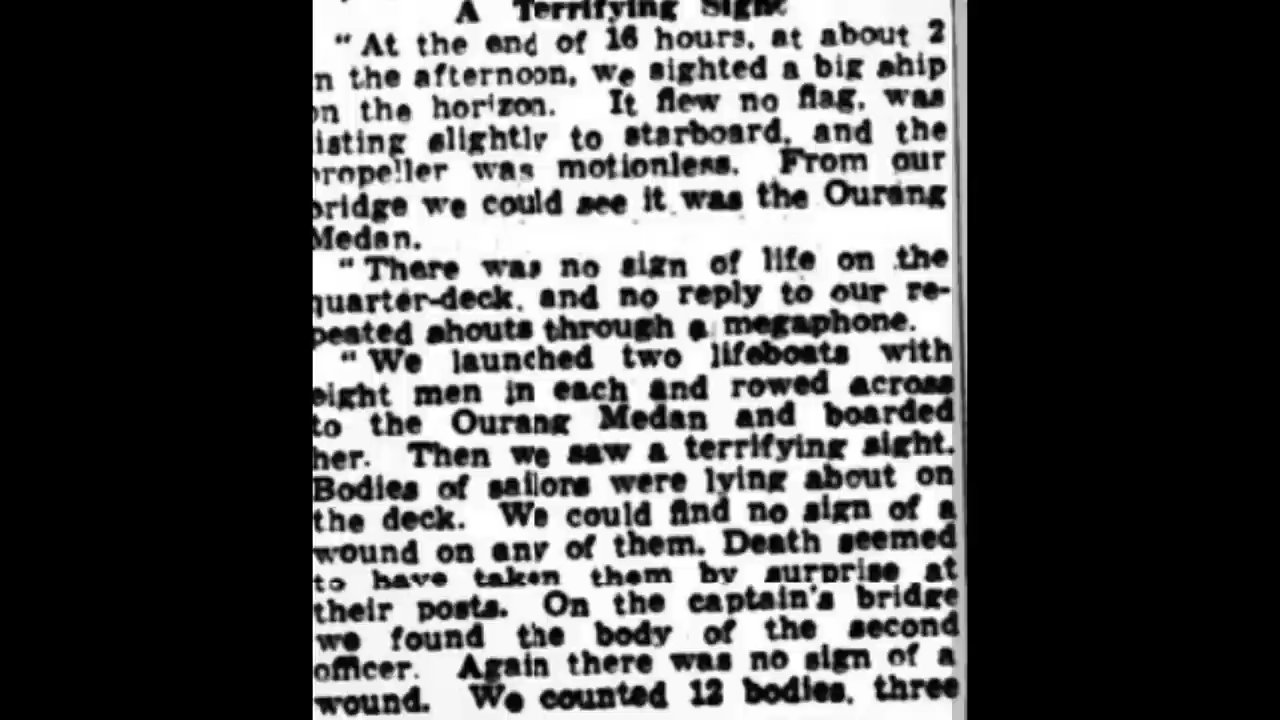 A Terrifying Sight
"At the end of 16 hours, at about 2
n the afternoon, we sighted a big ship
on the horizon. It flew no flag, was
listing slightly to starboard, and the
propeller was motionless. From our
bridge we could see it was the Ourang
Medan.
"There was no sign of life on the
quarter-deck, and no reply to our re-
peated shouts through a megaphone.
"We launched two lifeboats with
eight men in each and rowed across
to the Ourang Medan and boarded
her. Then we saw a terrifying sight.
Bodies of sailors were lying about on
the deck. We could find no sign of a
wound on any of them. Death seemed
to have taken them by surprise at
their posts. On the captain's bridge
we found the body of the second
officer. Again there was no sign of a
wound. We counted 12 bodies, three